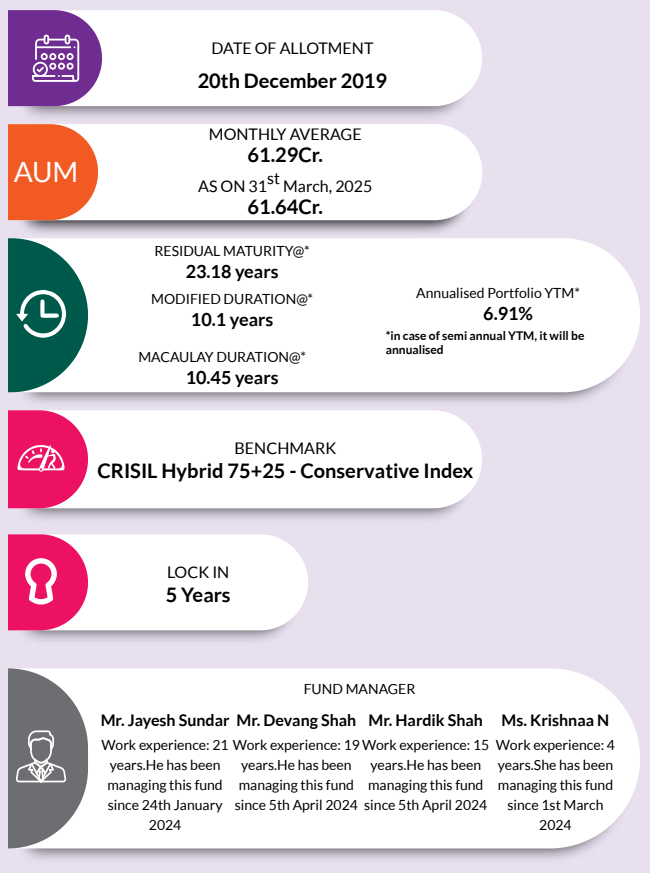 DATE OF ALLOTMENT
20th December 2019
AUM
MONTHLY AVERAGE
61.29Cr.
AS ON 31st March, 2025
61.64Cr.
RESIDUAL MATURITY@*
23.18 years
MODIFIED DURATION@*
10.1 years
MACAULAY DURATION@*
10.45 years
Annualised Portfolio YTM*
6.91%
*in case of semi annual YTM, it will be
annualised
BENCHMARK
CRISIL Hybrid 75+25 - Conservative Index
LOCK IN
5 Years
FUND MANAGER
Mr. Jayesh Sundar
Work experience: 21
years.He has been
managing this fund
since 24th January
2024
Mr. Devang Shah
Work experience: 19
years.He has been
managing this fund
since 5th April 2024
Mr. Hardik Shah
Work experience: 15
years.He has been
managing this fund
since 5th April 2024
Ms. Krishnaa N
Work experience: 4
years.She has been
managing this fund
since 1st March
2024